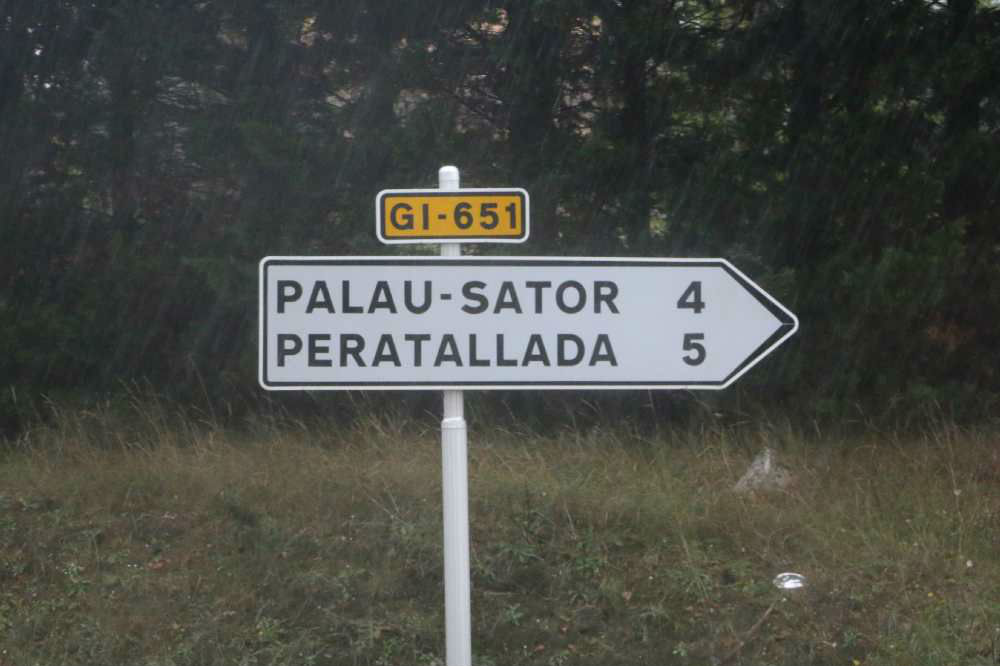 GI-651
PALAU-SATOR 4
PERATALLADA 5